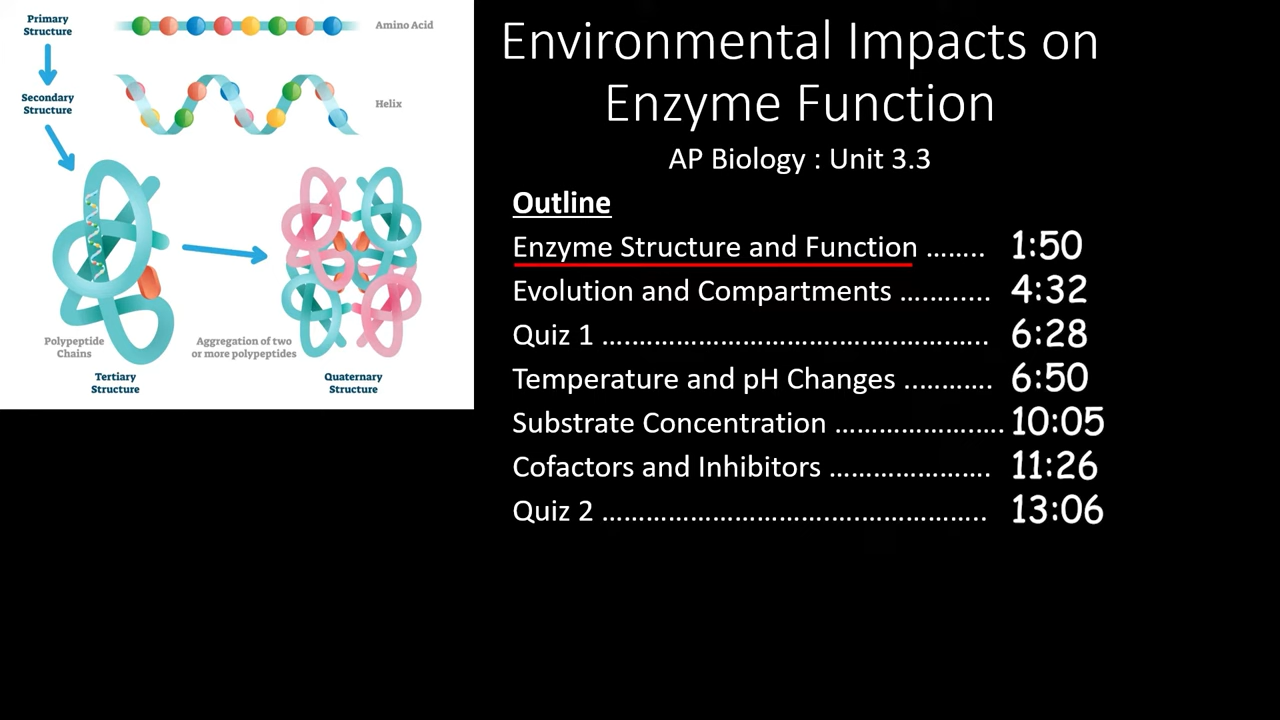 Primary
Structure
Amino Acid
Secondary
Structure
Helix
Polypeptide
Chains
Aggregation of two
or more polypeptides
Tertiary
Structure
Quaternary
Structure
Environmental Impacts on
Enzyme Function
AP Biology : Unit 3.3
Outline
Enzyme Structure and Function ........ 1:50
Evolution and Compartments ............ 4:32
Quiz 1 ................................................. 6:28
Temperature and pH Changes ............ 6:50
Substrate Concentration ....................... 10:05
Cofactors and Inhibitors ...................... 11:26
Quiz 2 ................................................. 13:06